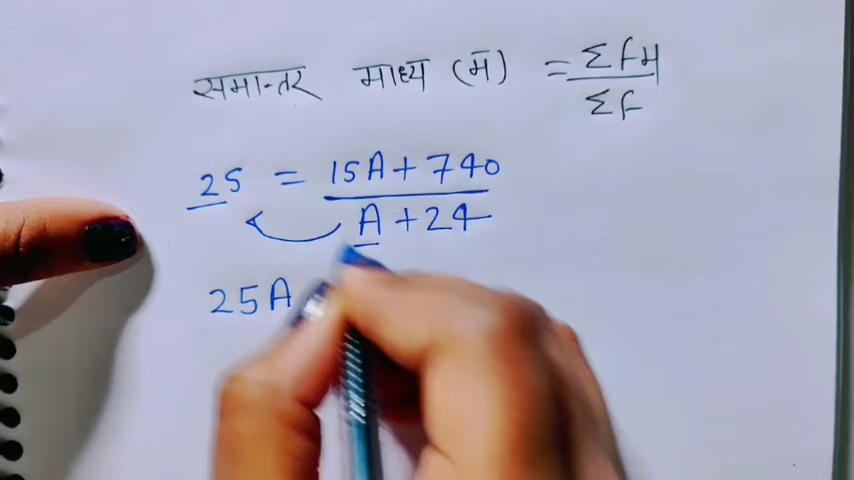 समान्तर माध्य (म̄) = ΣfM / Σf
25 = 15A + 740 / A + 24
25A